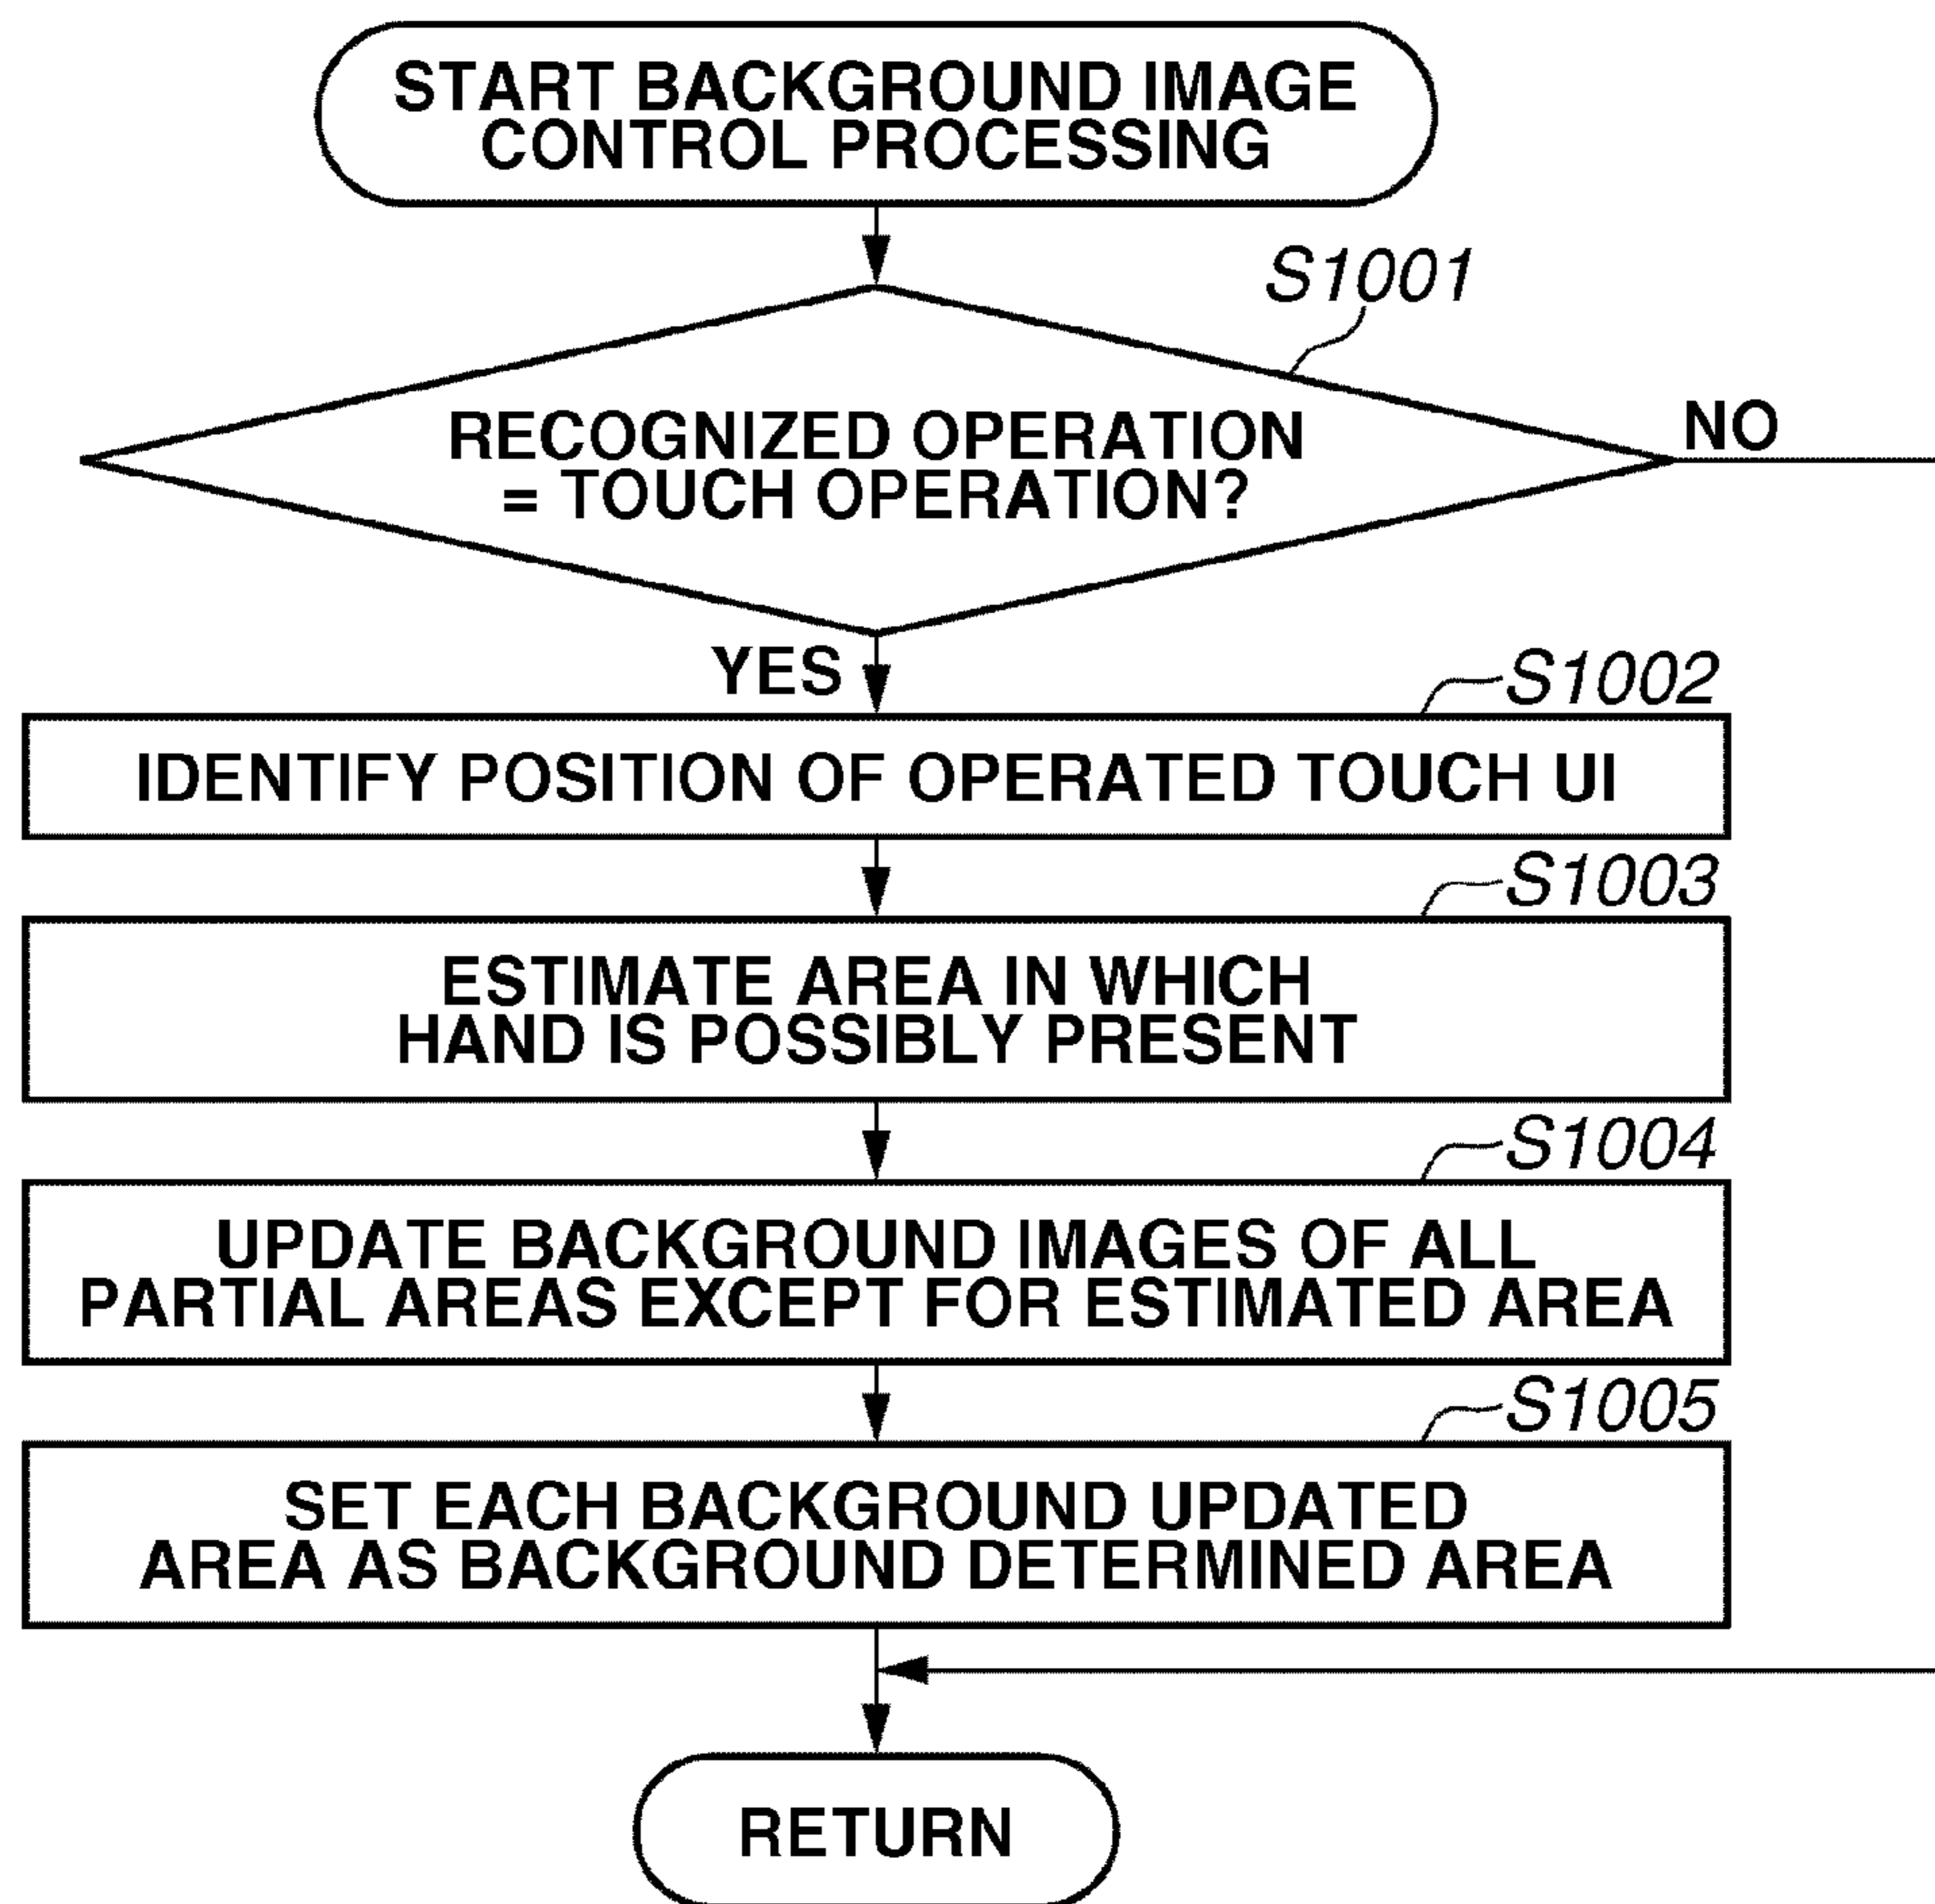 START BACKGROUND IMAGE
CONTROL PROCESSING
S1001
RECOGNIZED OPERATION
= TOUCH OPERATION?
NO
YES
S1002
IDENTIFY POSITION OF OPERATED TOUCH UI
S1003
ESTIMATE AREA IN WHICH
HAND IS POSSIBLY PRESENT
S1004
UPDATE BACKGROUND IMAGES OF ALL
PARTIAL AREAS EXCEPT FOR ESTIMATED AREA
S1005
SET EACH BACKGROUND UPDATED
AREA AS BACKGROUND DETERMINED AREA
RETURN